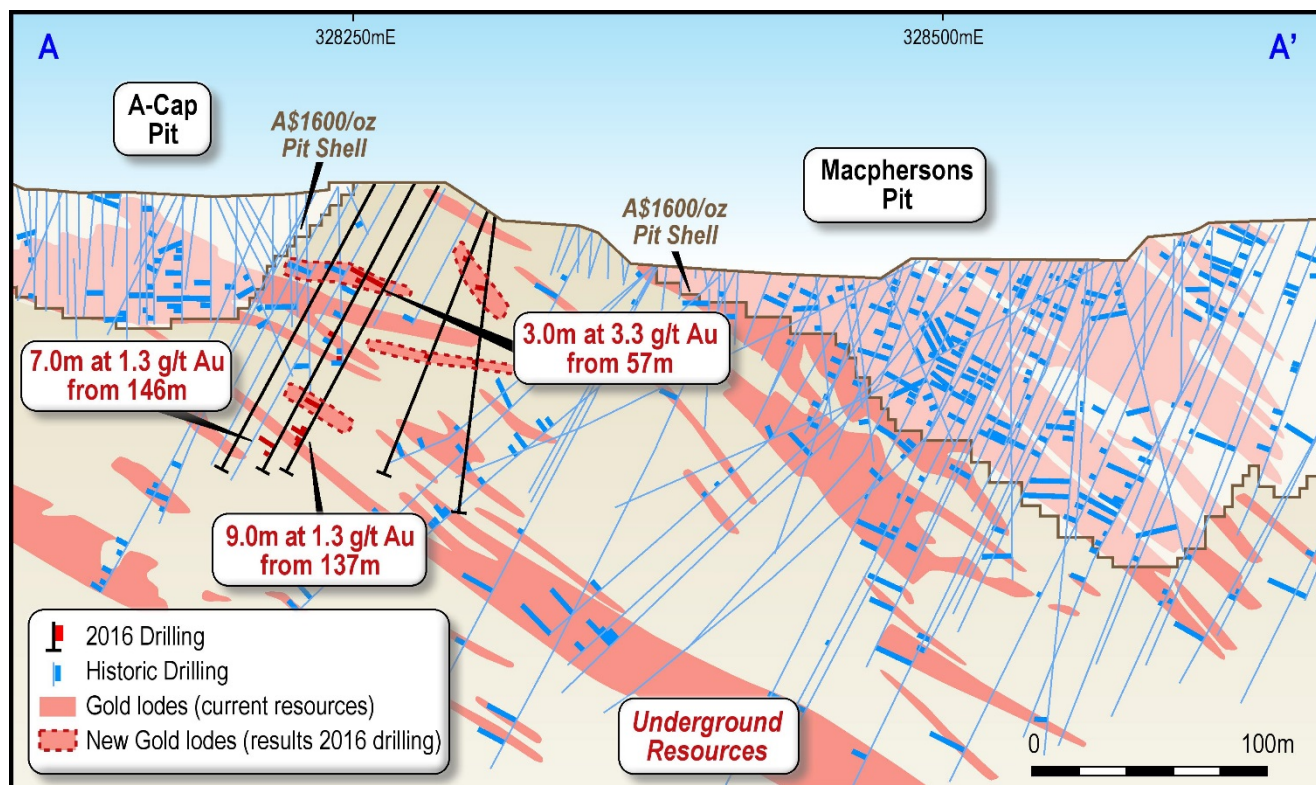 328250mE
328500mE
A
A'
A-Cap
Pit
A$1600/oz
Pit Shell
Macphersons
Pit
A$1600/oz
Pit Shell
3.0m at 3.3 g/t Au
from 57m
7.0m at 1.3 g/t Au
from 146m
9.0m at 1.3 g/t Au
from 137m
2016 Drilling
Historic Drilling
Gold lodes (current resources)
New Gold lodes (results 2016 drilling)
Underground
Resources
0
100m